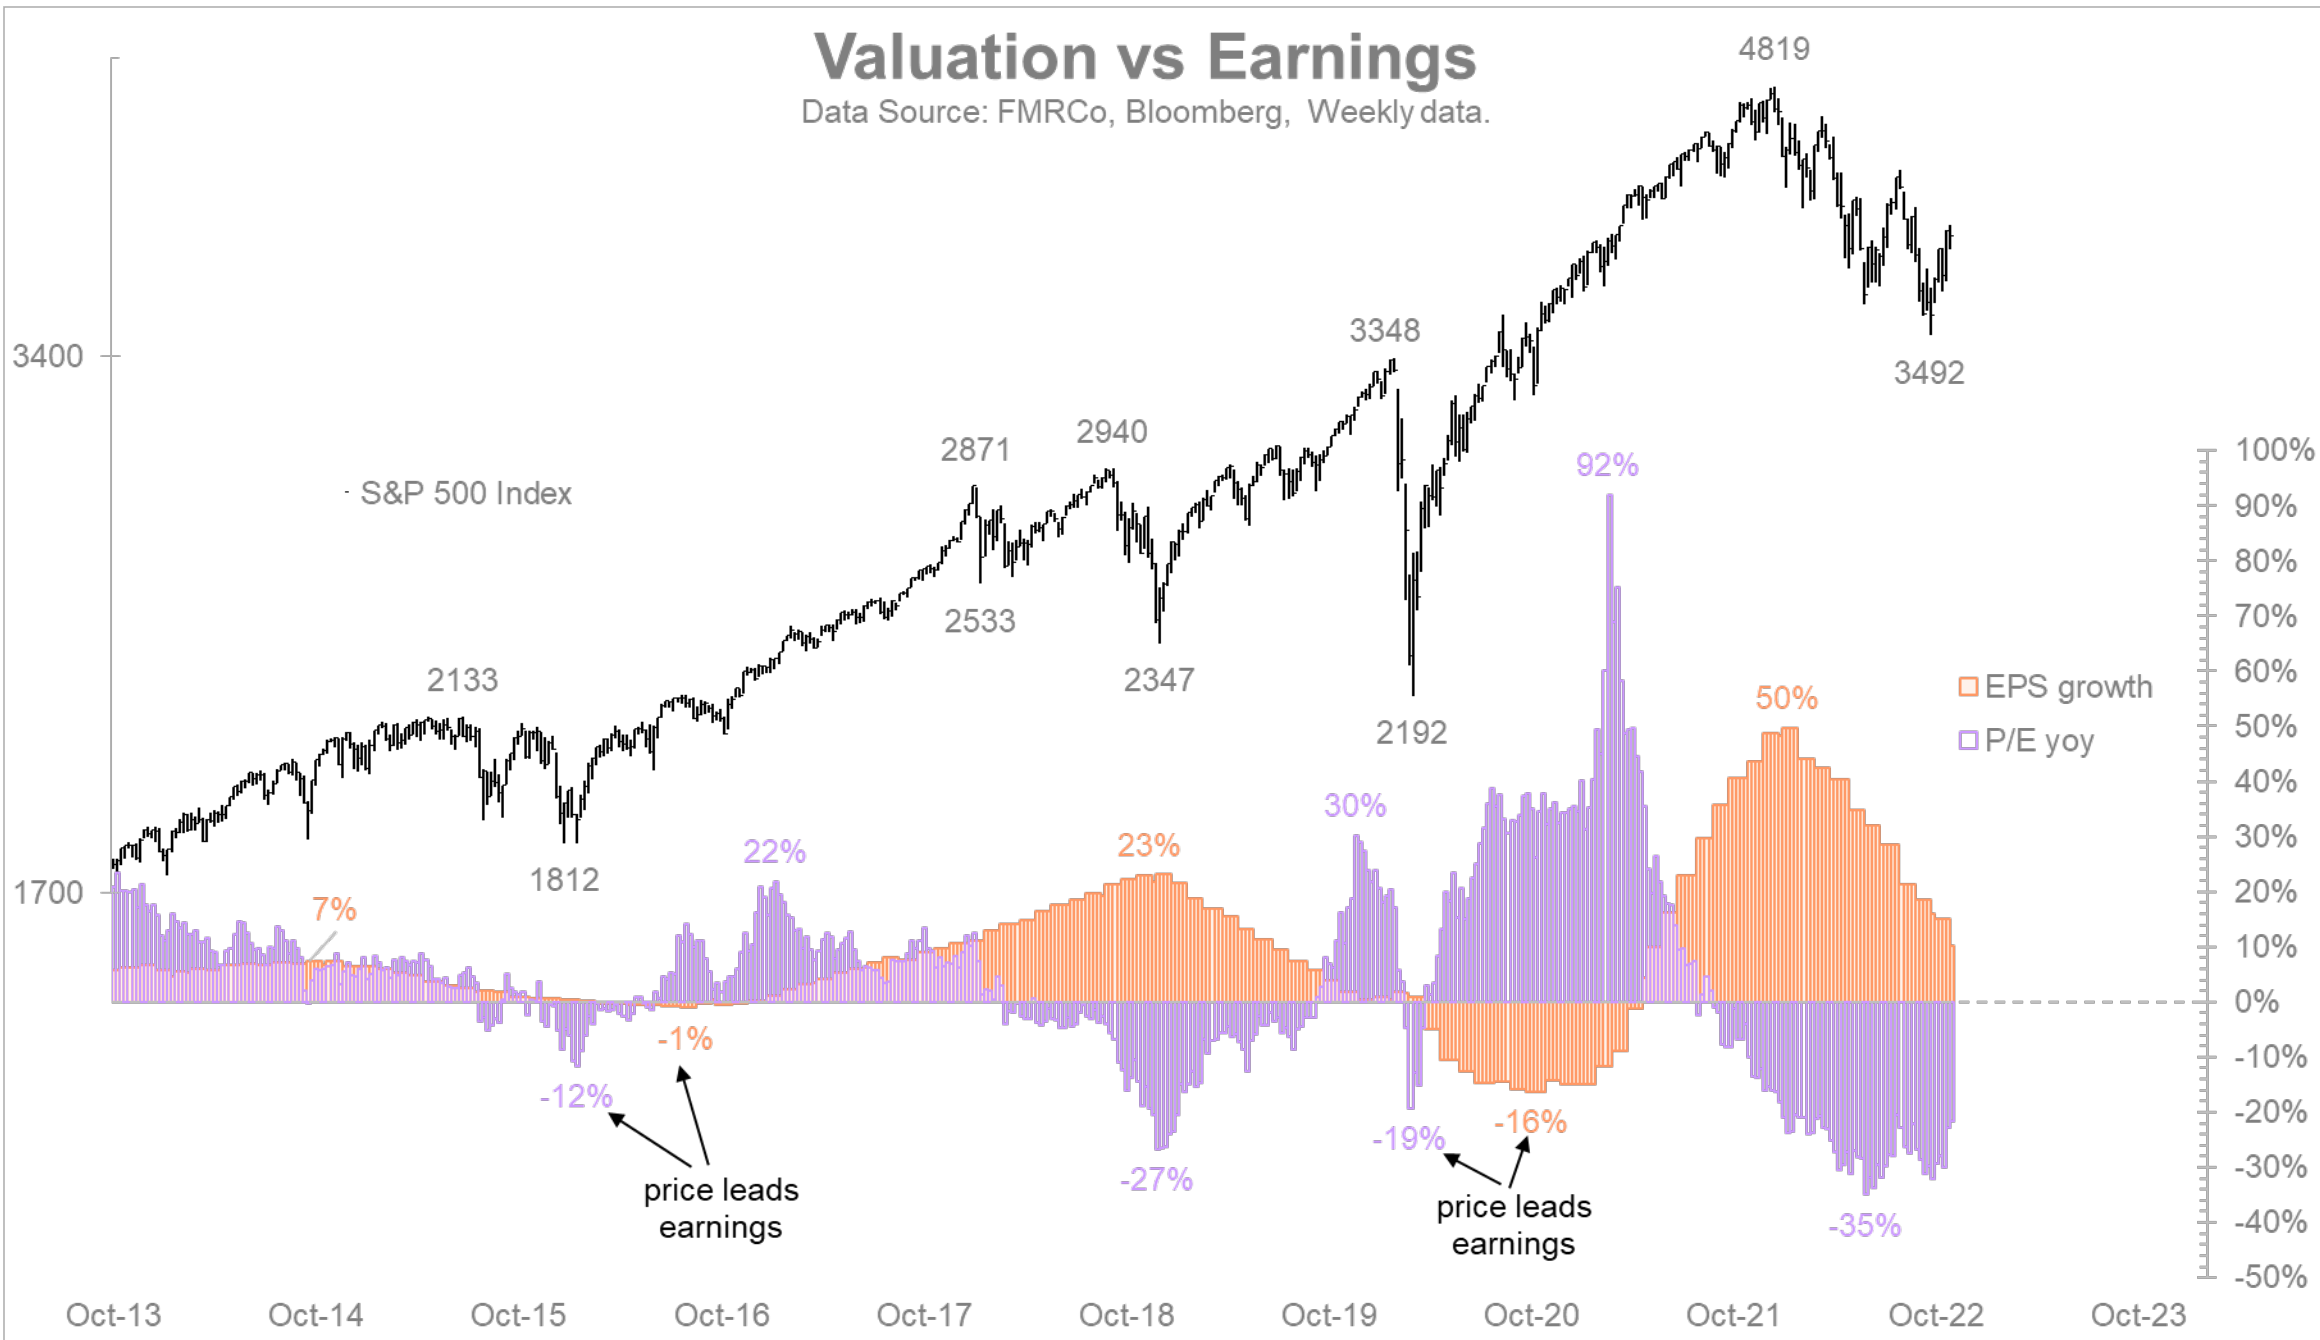 Valuation vs Earnings
Data Source: FMRCo, Bloomberg, Weekly data.
4819
3400
3348
3492
2871
2940
92%
100%
S&P 500 Index
90%
80%
2533
70%
2133
2347
60%
EPS growth
50%
2192
50%
P/E yoy
40%
30%
23%
30%
22%
1812
1700
20%
7%
10%
0%
-1%
-10%
-12%
-19%
-16%
-20%
-27%
-30%
price leads
earnings
price leads
earnings
-35%
-40%
-50%
Oct-13
Oct-14
Oct-15
Oct-16
Oct-17
Oct-18
Oct-19
Oct-20
Oct-21
Oct-22
Oct-23